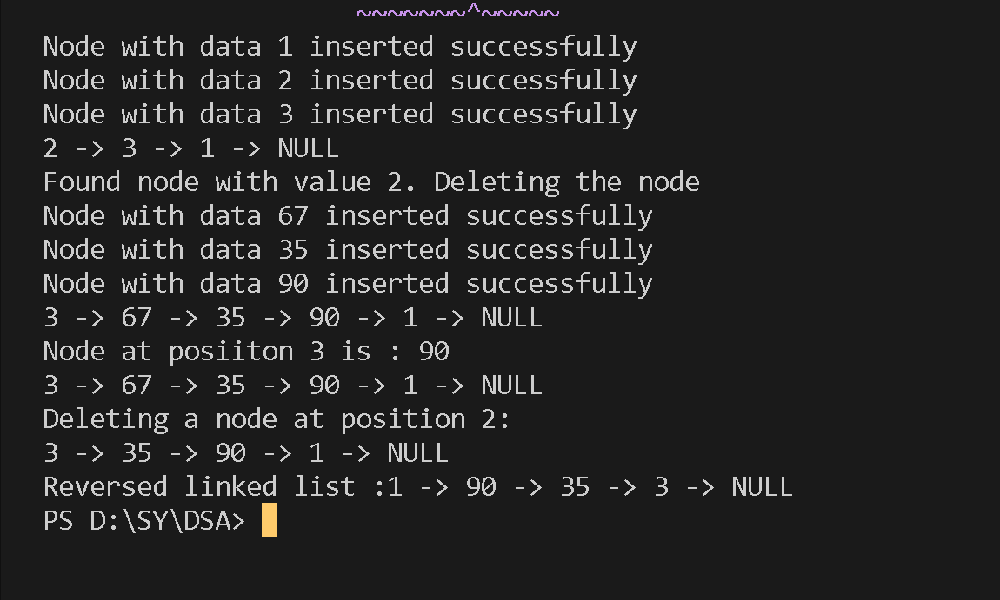 ~~~~~~~^~~~~~
Node with data 1 inserted successfully
Node with data 2 inserted successfully
Node with data 3 inserted successfully
2 -> 3 -> 1 -> NULL
Found node with value 2. Deleting the node
Node with data 67 inserted successfully
Node with data 35 inserted successfully
Node with data 90 inserted successfully
3 -> 67 -> 35 -> 90 -> 1 -> NULL
Node at posiiton 3 is : 90
3 -> 67 -> 35 -> 90 -> 1 -> NULL
Deleting a node at position 2:
3 -> 35 -> 90 -> 1 -> NULL
Reversed linked list :1 -> 90 -> 35 -> 3 -> NULL
PS D:\SY\DSA>